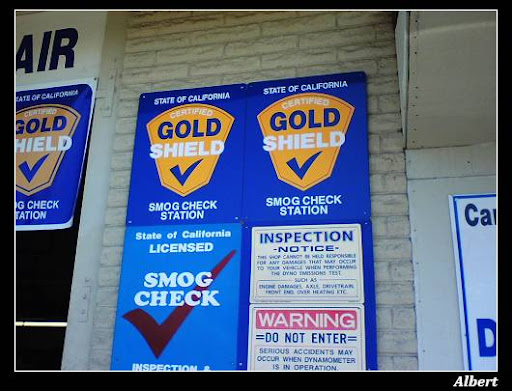 AIR
STATE OF CALIFORNIA
GOLD
SHIELD
SMOG CHECK
STATION
STATE OF CALIFORNIA
CERTIFIED
GOLD
SHIELD
SMOG CHECK
STATION
STATE OF CALIFORNIA
CERTIFIED
GOLD
SHIELD
SMOG CHECK
STATION
State of California
LICENSED
SMOG
CHECK
INSPECTION &
INSPECTION
-NOTICE-
THIS SHOP CANNOT BE HELD RESPONSIBLE
FOR ANY DAMAGES THAT MAY OCCUR
TO YOUR VEHICLE WHEN PERFORMING
THE DYNO EMISSIONS TEST.
SUCH AS
ENGINE DAMAGES, AXLE, DRIVETRAIN,
FRONT END, OVER HEATING ETC.
WARNING
DO NOT ENTER
SERIOUS ACCIDENTS MAY
OCCUR WHEN DYNAMOMETER
IS IN OPERATION.
Ca
D
Albert